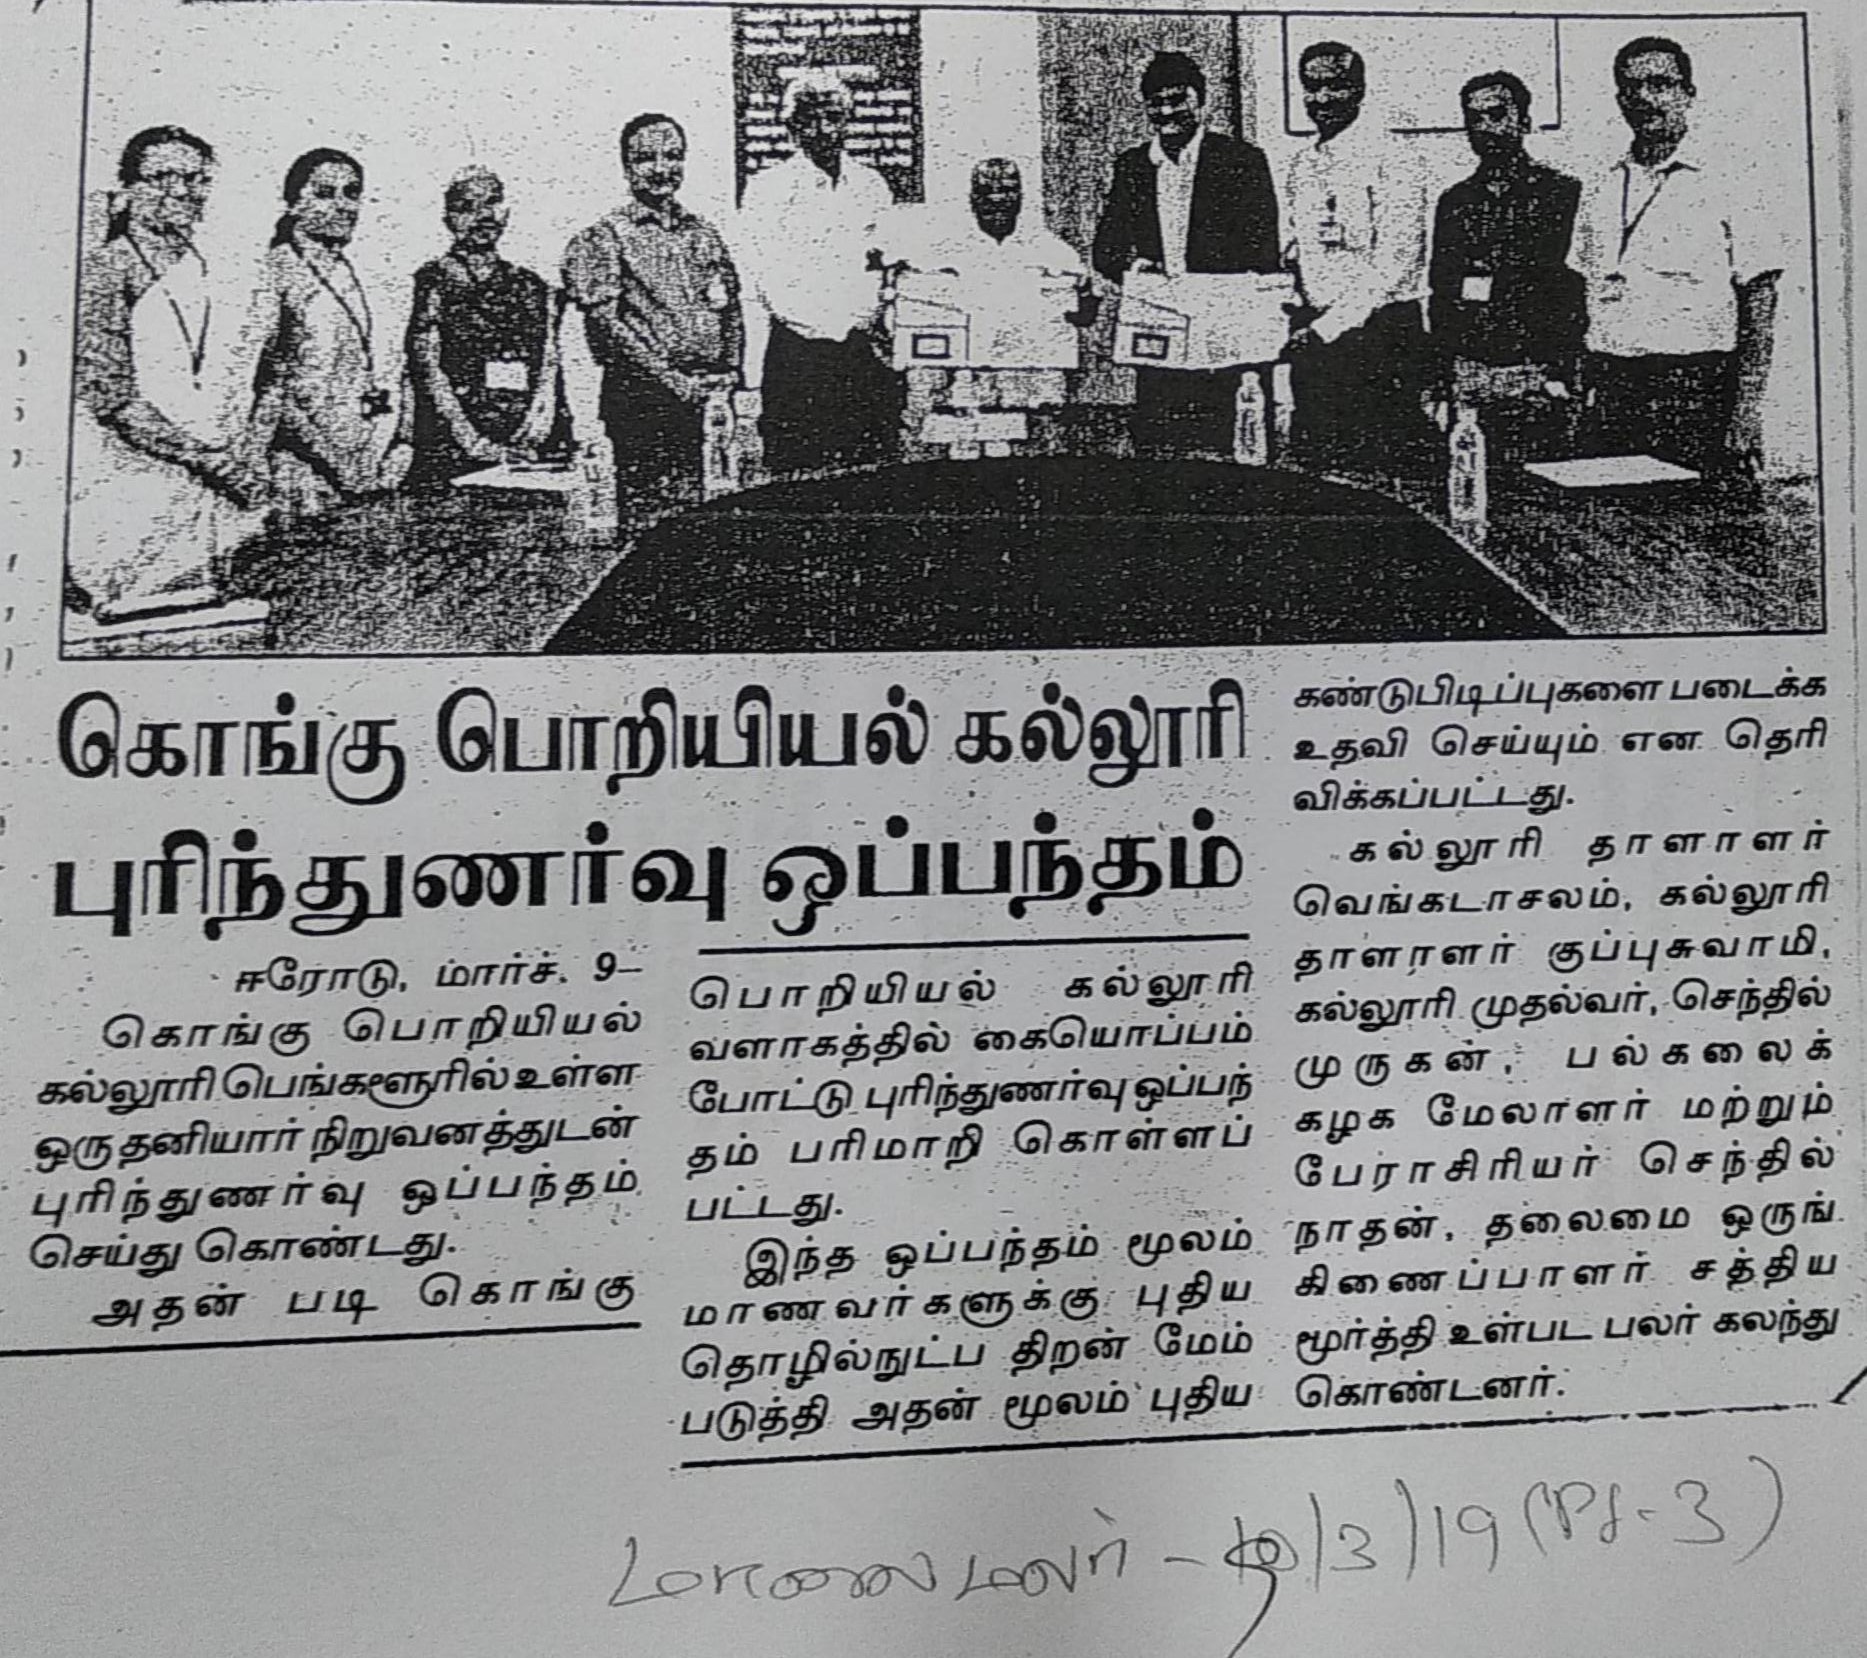 கொங்கு பொறியியல் கல்லூரி
புரிந்துணர்வு ஒப்பந்தம்
ஈரோடு, மார்ச். 9–
கொங்கு பொறியியல்
கல்லூரி பெங்களூரில் உள்ள
ஒரு தனியார் நிறுவனத்துடன்
புரிந்துணர்வு ஒப்பந்தம்
செய்து கொண்டது.
அதன் படி கொங்கு
பொறியியல் கல்லூரி
வளாகத்தில் கையொப்பம்
போட்டு புரிந்துணர்வு ஒப்பந்
தம் பரிமாறி கொள்ளப்
பட்டது.
இந்த ஒப்பந்தம் மூலம்
மாணவர்களுக்கு புதிய
தொழில்நுட்ப திறன் மேம்
படுத்தி அதன் மூலம் புதிய
கண்டுபிடிப்புகளை படைக்க
உதவி செய்யும் என தெரி
விக்கப்பட்டது.
கல்லூரி தாளாளர்
வெங்கடாசலம், கல்லூரி
தாளாளர் குப்புசுவாமி,
கல்லூரி முதல்வர், செந்தில்
முருகன், பல்கலைக்
கழக மேலாளர் மற்றும்
பேராசிரியர் செந்தில்
நாதன், தலைமை ஒருங்
கிணைப்பாளர் சத்திய
மூர்த்தி உள்பட பலர் கலந்து
கொண்டனர்.
மாலை மலர் - /3/19 (Pg-3)